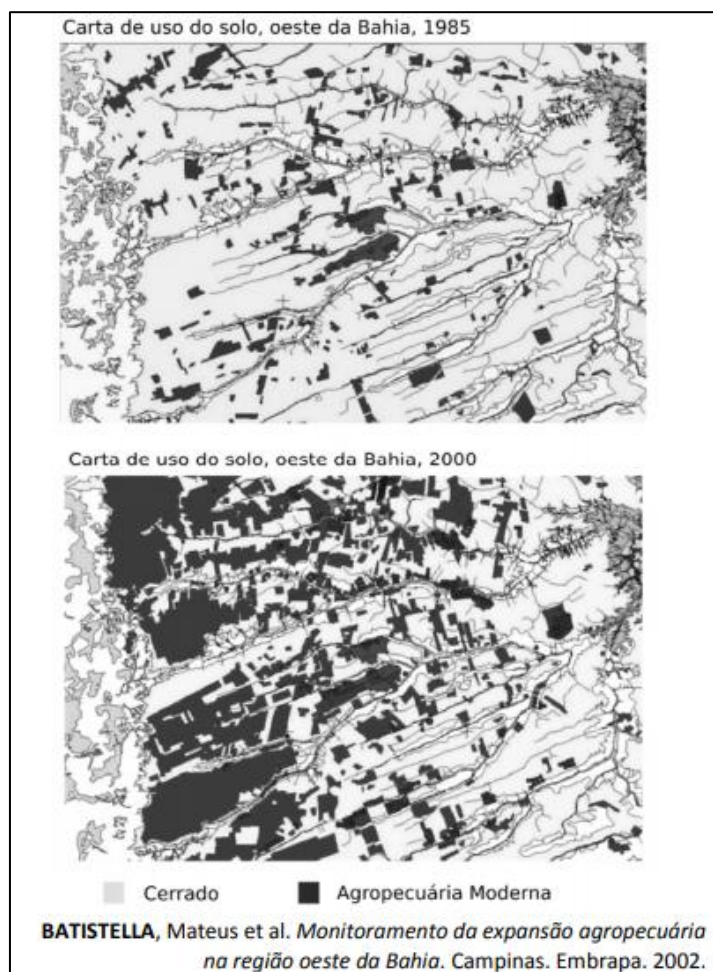 Carta de uso do solo, oeste da Bahia, 1985
Carta de uso do solo, oeste da Bahia, 2000
Cerrado
Agropecuária Moderna
BATISTELLA, Mateus et al. Monitoramento da expansão agropecuária
na região oeste da Bahia. Campinas. Embrapa. 2002.